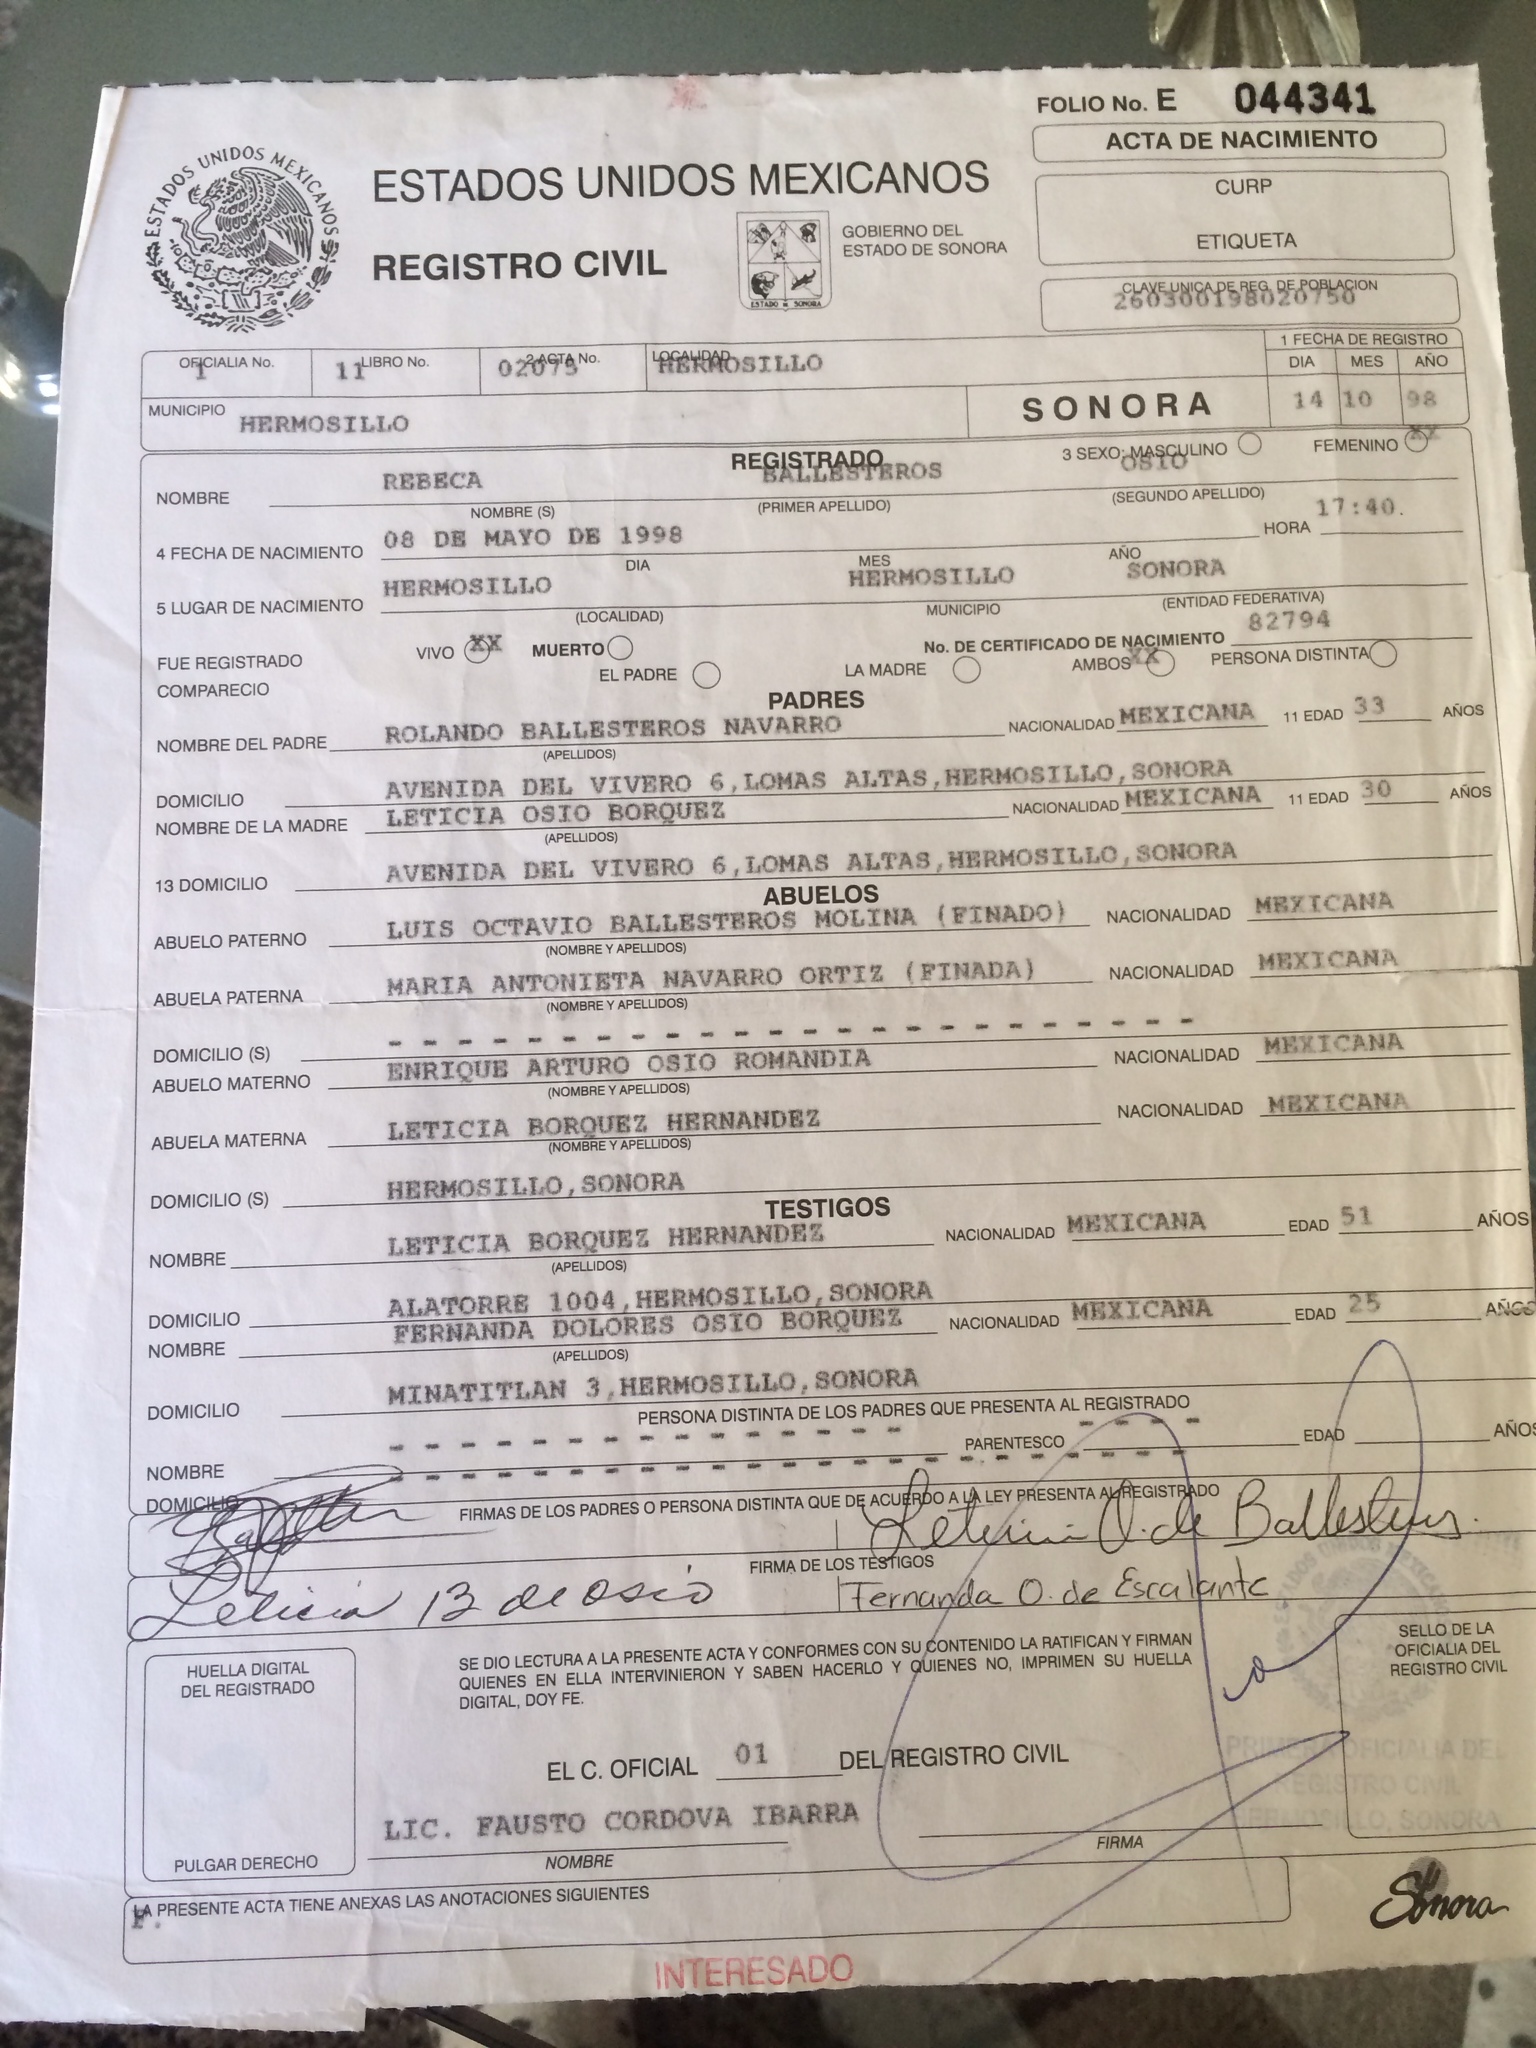 FOLIO No. E 044341
ACTA DE NACIMIENTO
ESTADOS UNIDOS MEXICANOS
ESTADOS UNIDOS MEXICANOS
REGISTRO CIVIL
ESTADO DE SONORA
GOBIERNO DEL
ESTADO DE SONORA
CURP
ETIQUETA
CLAVE UNICA DE REG. DE POBLACION
260300198020750
OFICIALIA No. 1 LIBRO No. 11 2 ACTA No. 02075 LOCALIDAD HERMOSILLO
1 FECHA DE REGISTRO
DIA MES AÑO
MUNICIPIO HERMOSILLO SONORA 14 10 98
REGISTRADO 3 SEXO: MASCULINO FEMENINO XX
NOMBRE REBECA BALLESTEROS OSIO
NOMBRE (S) (PRIMER APELLIDO) (SEGUNDO APELLIDO)
4 FECHA DE NACIMIENTO 08 DE MAYO DE 1998 HORA 17:40.
DIA MES AÑO
5 LUGAR DE NACIMIENTO HERMOSILLO HERMOSILLO SONORA
(LOCALIDAD) MUNICIPIO (ENTIDAD FEDERATIVA)
FUE REGISTRADO VIVO XX MUERTO No. DE CERTIFICADO DE NACIMIENTO 82794
COMPARECIO EL PADRE LA MADRE AMBOS XX PERSONA DISTINTA
PADRES
NOMBRE DEL PADRE ROLANDO BALLESTEROS NAVARRO NACIONALIDAD MEXICANA 11 EDAD 33 AÑOS
(APELLIDOS)
DOMICILIO AVENIDA DEL VIVERO 6,LOMAS ALTAS,HERMOSILLO,SONORA
NOMBRE DE LA MADRE LETICIA OSIO BORQUEZ NACIONALIDAD MEXICANA 11 EDAD 30 AÑOS
(APELLIDOS)
13 DOMICILIO AVENIDA DEL VIVERO 6,LOMAS ALTAS,HERMOSILLO,SONORA
ABUELOS
ABUELO PATERNO LUIS OCTAVIO BALLESTEROS MOLINA (FINADO) NACIONALIDAD MEXICANA
(NOMBRE Y APELLIDOS)
ABUELA PATERNA MARIA ANTONIETA NAVARRO ORTIZ (FINADA) NACIONALIDAD MEXICANA
(NOMBRE Y APELLIDOS)
DOMICILIO (S) - - - - - - - - - - - - - - - - - - - -
ABUELO MATERNO ENRIQUE ARTURO OSIO ROMANDIA NACIONALIDAD MEXICANA
(NOMBRE Y APELLIDOS)
ABUELA MATERNA LETICIA BORQUEZ HERNANDEZ NACIONALIDAD MEXICANA
(NOMBRE Y APELLIDOS)
DOMICILIO (S) HERMOSILLO,SONORA
TESTIGOS
NOMBRE LETICIA BORQUEZ HERNANDEZ NACIONALIDAD MEXICANA EDAD 51 AÑOS
(APELLIDOS)
DOMICILIO ALATORRE 1004,HERMOSILLO,SONORA
NOMBRE FERNANDA DOLORES OSIO BORQUEZ NACIONALIDAD MEXICANA EDAD 25 AÑOS
(APELLIDOS)
DOMICILIO MINATITLAN 3,HERMOSILLO,SONORA
PERSONA DISTINTA DE LOS PADRES QUE PRESENTA AL REGISTRADO
NOMBRE - - - - - - - - - - - - - PARENTESCO - - - EDAD AÑOS
DOMICILIO - - - - - - - - - - - - - - - - - - - -
FIRMAS DE LOS PADRES O PERSONA DISTINTA QUE DE ACUERDO A LA LEY PRESENTA AL REGISTRADO
Leticia O. de Ballesteros.
FIRMA DE LOS TESTIGOS
Leticia B de Osio Fernanda O. de Escalante
HUELLA DIGITAL
DEL REGISTRADO
PULGAR DERECHO
SE DIO LECTURA A LA PRESENTE ACTA Y CONFORMES CON SU CONTENIDO LA RATIFICAN Y FIRMAN
QUIENES EN ELLA INTERVINIERON Y SABEN HACERLO Y QUIENES NO, IMPRIMEN SU HUELLA
DIGITAL, DOY FE.
SELLO DE LA
OFICIALIA DEL
REGISTRO CIVIL
ESTADOS UNIDOS MEXICANOS
PRIMERA OFICIALIA DEL
REGISTRO CIVIL
HERMOSILLO, SONORA
EL C. OFICIAL 01 DEL REGISTRO CIVIL
LIC. FAUSTO CORDOVA IBARRA
NOMBRE FIRMA
LA PRESENTE ACTA TIENE ANEXAS LAS ANOTACIONES SIGUIENTES
F.
Sonora
INTERESADO